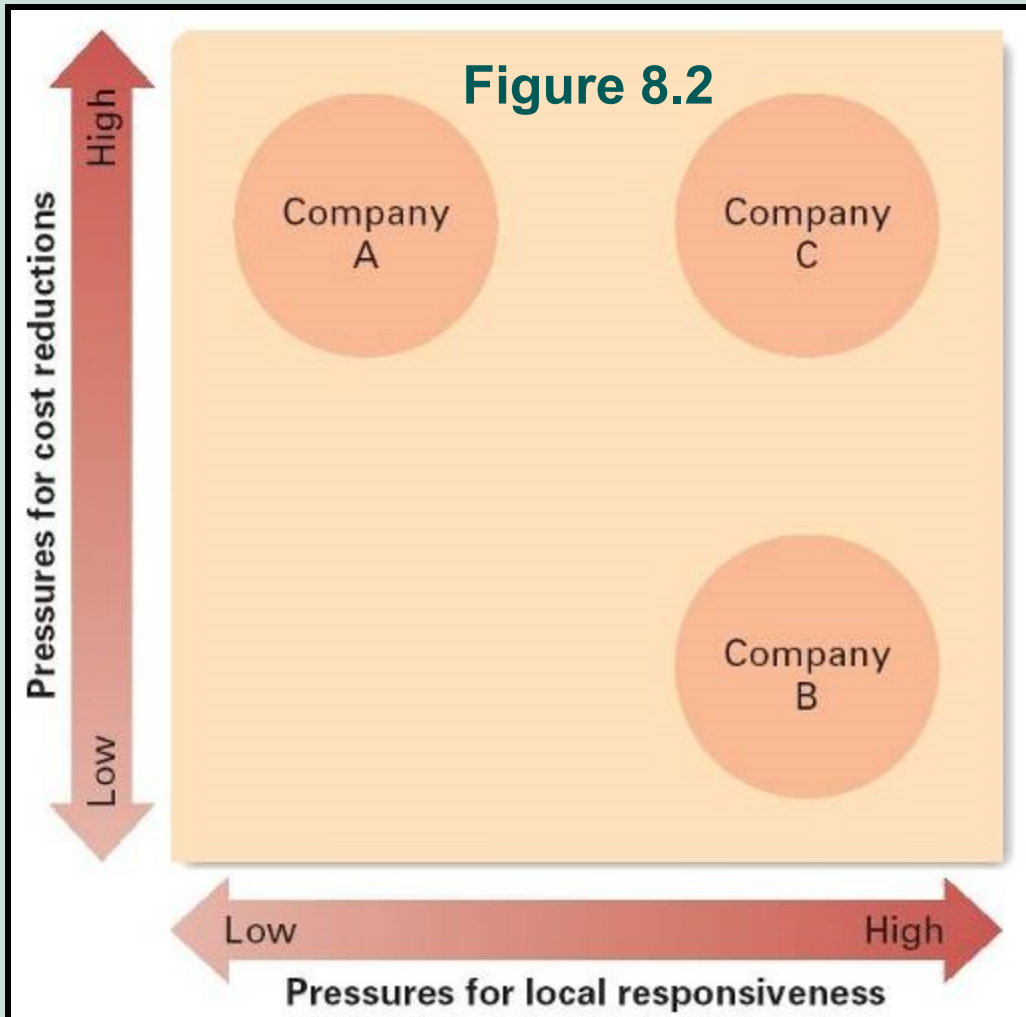 Figure 8.2
High
Pressures for cost reductions
Low
Company
A
Company
C
Company
B
Low
High
Pressures for local responsiveness